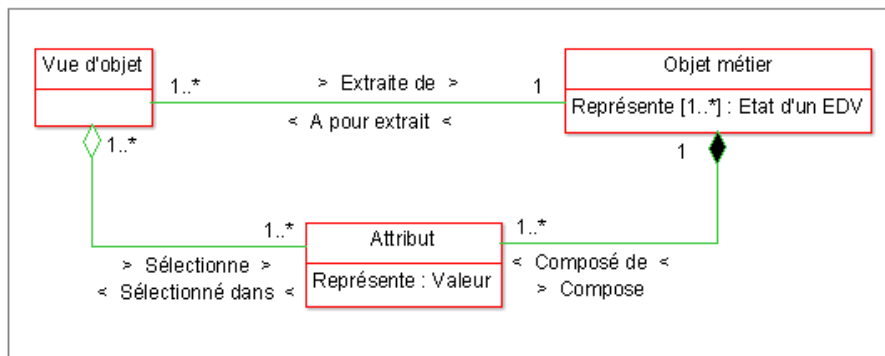 Vue d'objet
Objet métier
1..*
> Extraite de >
1
Représente [1..*] : Etat d'un EDV
< A pour extrait <
1..*
1
1..*
Attribut
1..*
> Sélectionne >
< Composé de <
< Sélectionné dans <
Représente : Valeur
> Compose